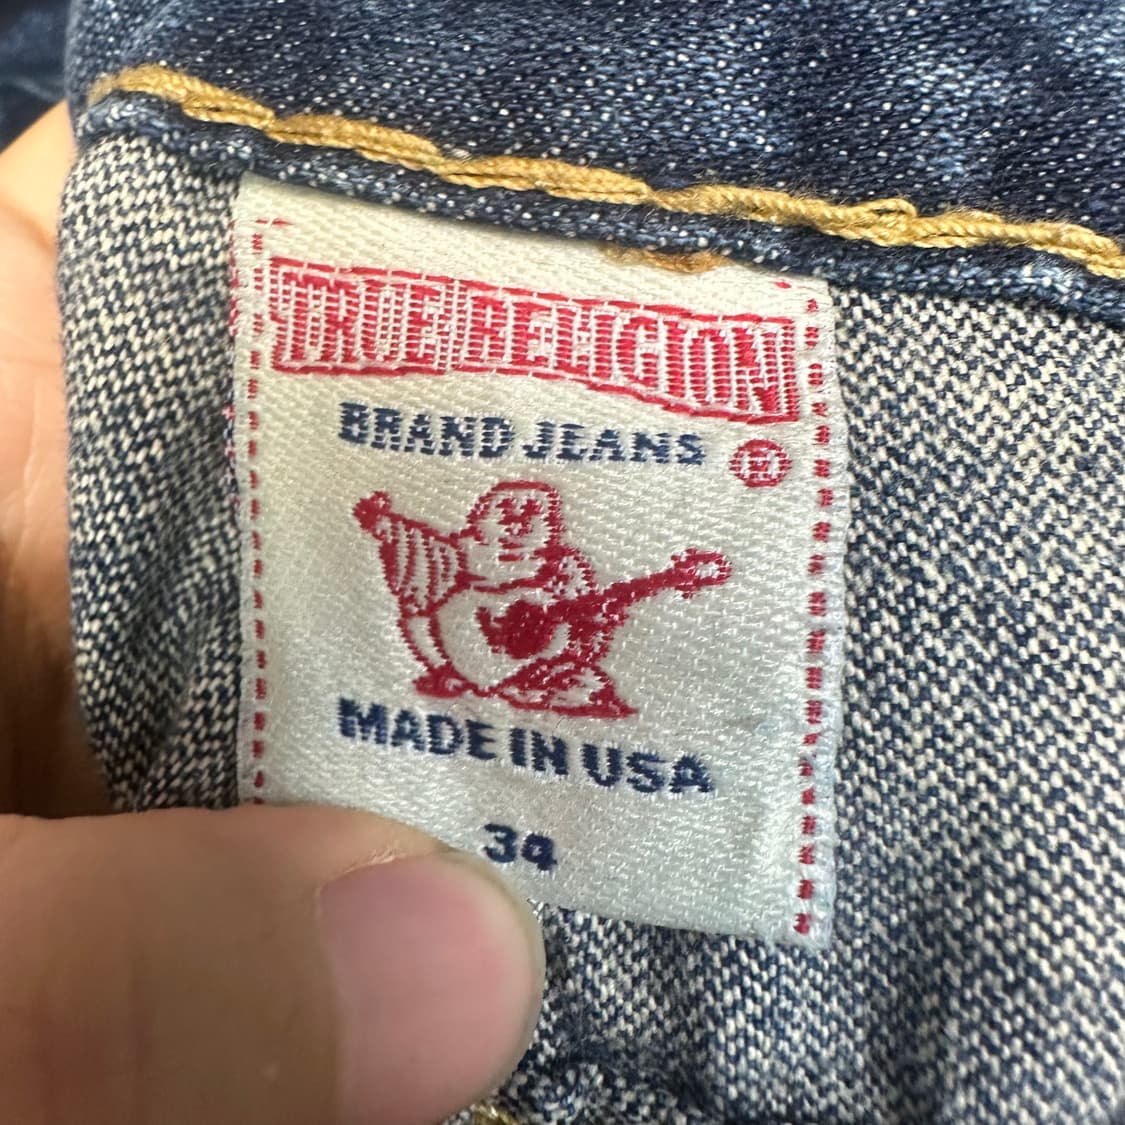 TRUE RELIGION
BRAND JEANS ®
MADE IN USA
34